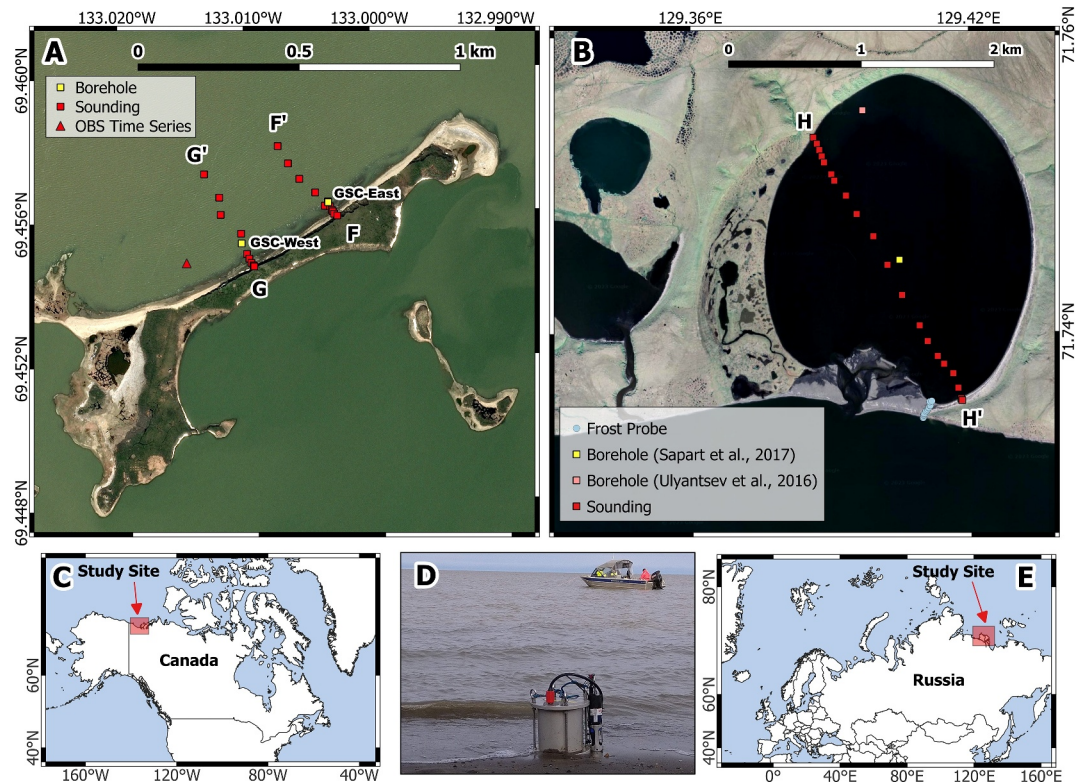 133.020°W
133.010°W
133.000°W
132.990°W
A
0
0.5
1 km
Borehole
Sounding
OBS Time Series
F'
G'
GSC-East
GSC-West
F
G
69.460°N
69.456°N
69.452°N
69.448°N
129.36°E
129.42°E
B
0
1
2 km
H
H'
Frost Probe
Borehole (Sapart et al., 2017)
Borehole (Ulyantsev et al., 2016)
Sounding
71.76°N
71.74°N
C
Study Site
Canada
60°N
40°N
160°W
120°W
80°W
40°W
D
E
Study Site
Russia
80°N
60°N
40°N
0°
40°E
80°E
120°E
160°E